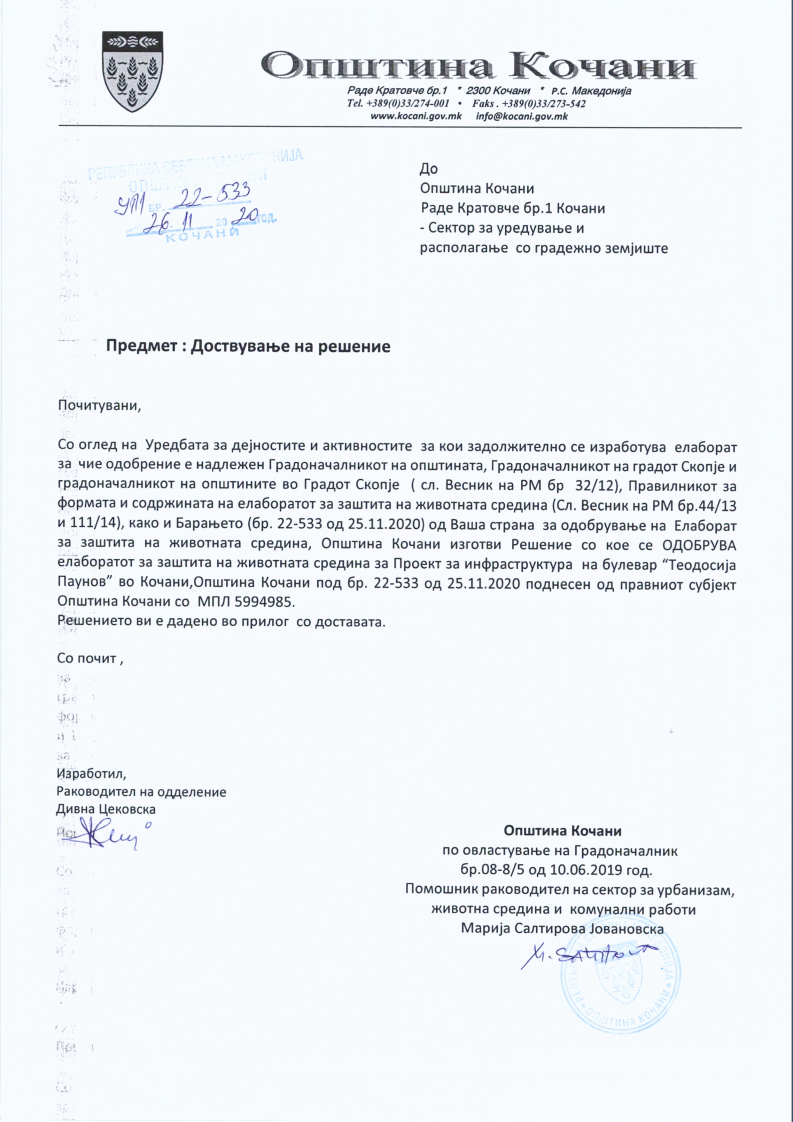 Општина Кочани
Раде Кратовче бр.1 * 2300 Кочани * Р.С. Македонија
Tel. +389(0)33/274-001 • Faks . +389(0)33/273-542
www.kocani.gov.mk info@kocani.gov.mk
РЕПУБЛИКА СЕВЕРНА МАКЕДОНИЈА
УП1 БР. 22-533
26.11 20 20 год.
КОЧАНИ
До
Општина Кочани
Раде Кратовче бр.1 Кочани
- Сектор за уредување и
располагање со градежно земјиште
Предмет : Доствување на решение
Почитувани,
Со оглед на Уредбата за дејностите и активностите за кои задолжително се изработува елаборат
за чие одобрение е надлежен Градоначалникот на општината, Градоначалникот на градот Скопје и
градоначалникот на општините во Градот Скопје ( сл. Весник на РМ бр 32/12), Правилникот за
формата и содржината на елаборатот за заштита на животната средина (Сл. Весник на РМ бр.44/13
и 111/14), како и Барањето (бр. 22-533 од 25.11.2020) од Ваша страна за одобрување на Елаборат
за заштита на животната средина, Општина Кочани изготви Решение со кое се ОДОБРУВА
елаборатот за заштита на животната средина за Проект за инфраструктура на булевар “Теодосија
Паунов” во Кочани,Општина Кочани под бр. 22-533 од 25.11.2020 поднесен од правниот субјект
Општина Кочани со МПЛ 5994985.
Решението ви е дадено во прилог со доставата.
Со почит ,
Изработил,
Раководител на одделение
Дивна Цековска
Општина Кочани
по овластување на Градоначалник
бр.08-8/5 од 10.06.2019 год.
Помошник раководител на сектор за урбанизам,
животна средина и комунални работи
Марија Салтирова Јовановска
ОПШТИНА КОЧАНИ